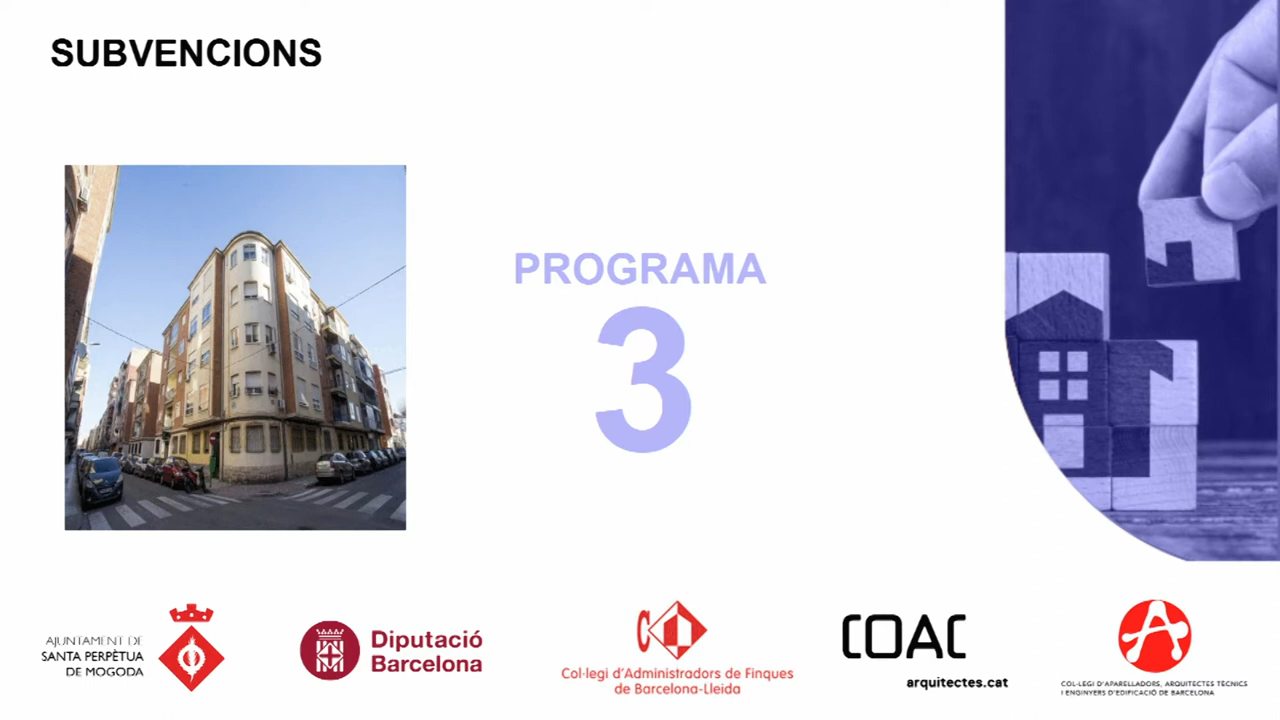 SUBVENCIONS
PROGRAMA
3
AJUNTAMENT DE
SANTA PERPÈTUA
DE MOGODA
Diputació
Barcelona
Col·legi d'Administradors de Finques
de Barcelona-Lleida
COAC
arquitectes.cat
COL·LEGI D'APARELLADORS, ARQUITECTES TÈCNICS
I ENGINYERS D'EDIFICACIÓ DE BARCELONA